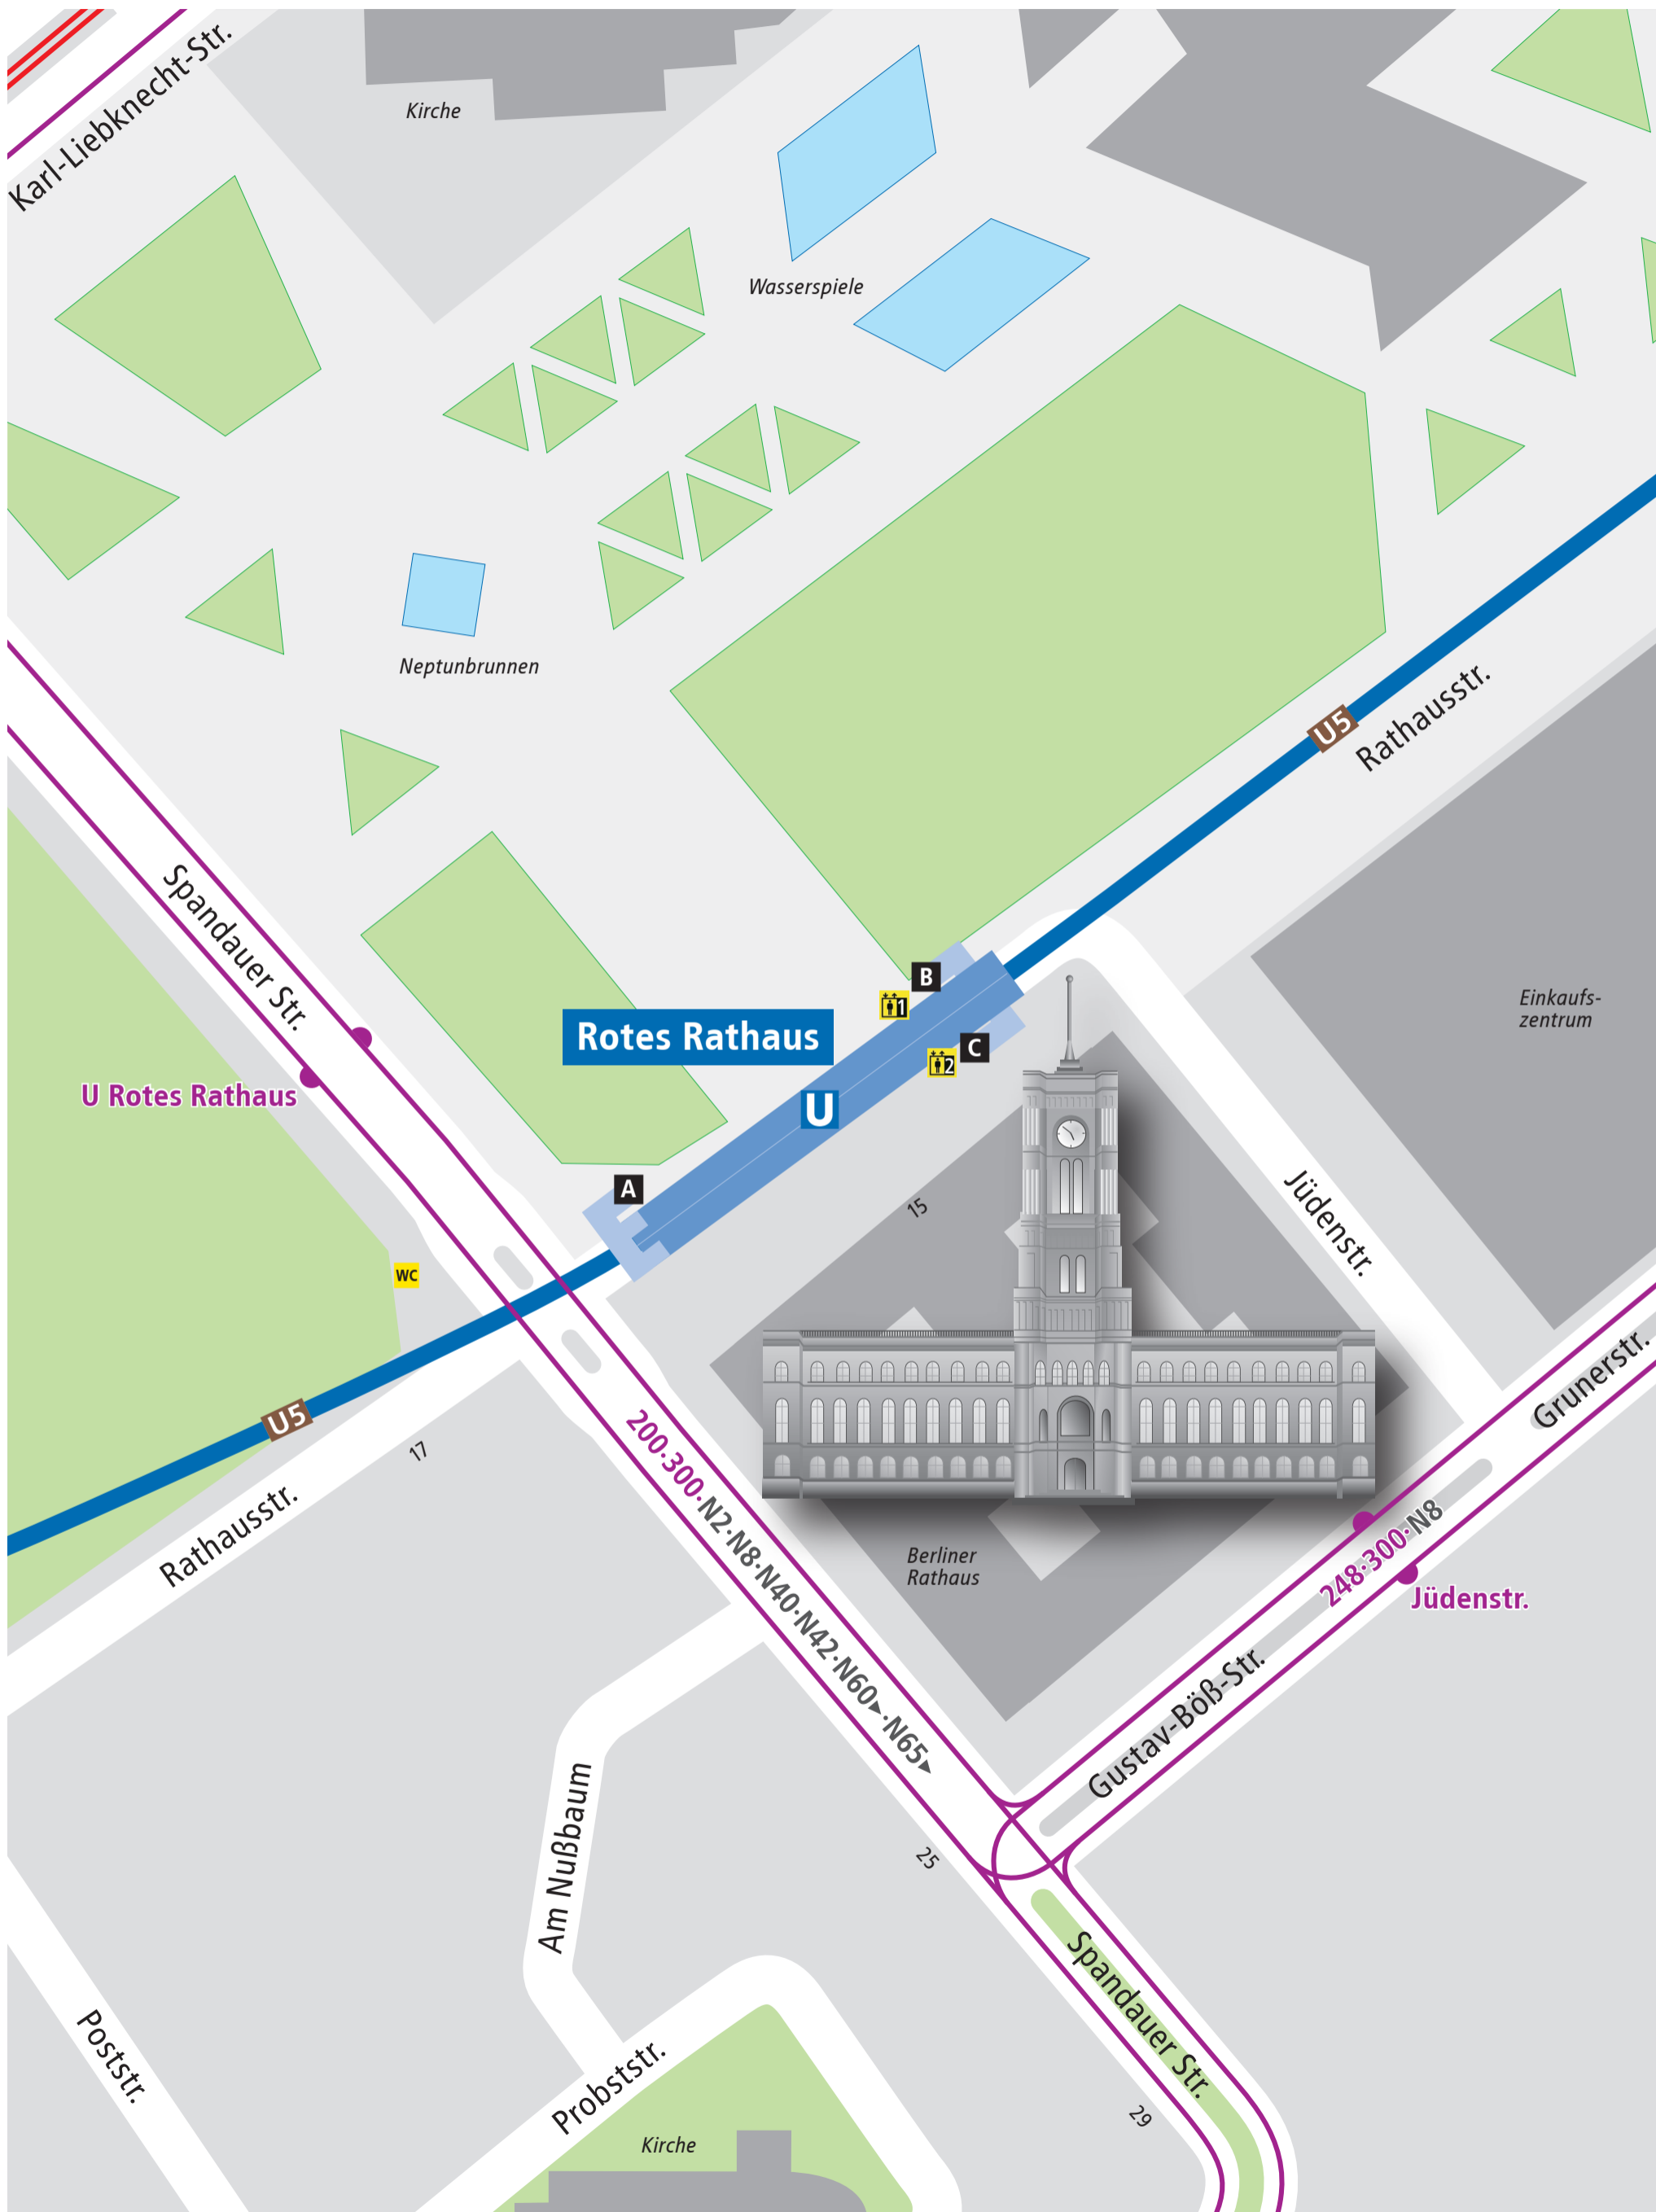 Karl-Liebknecht-Str.
Kirche
Wasserspiele
Neptunbrunnen
U5
Rathausstr.
Spandauer Str.
B
1
Rotes Rathaus
2
C
Einkaufs-
zentrum
U Rotes Rathaus
U
A
15
Jüdenstr.
WC
Grunerstr.
U5
17
Rathausstr.
200·300·N2·N8·N40·N42·N60▸·N65▸
248·300·N8
Jüdenstr.
Berliner
Rathaus
Gustav-Böß-Str.
Am Nußbaum
25
Spandauer Str.
Poststr.
Probststr.
29
Kirche